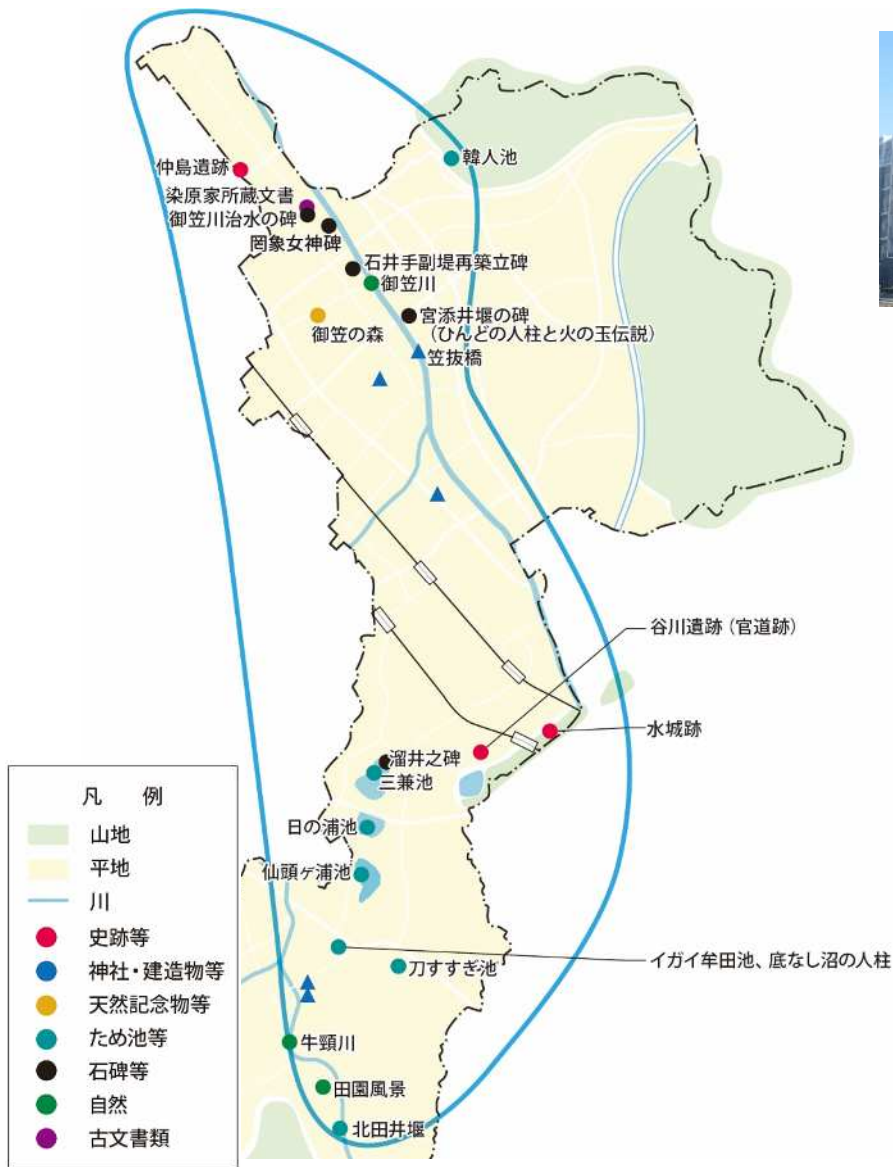 韓人池
仲島遺跡
染原家所蔵文書
御笠川治水の碑
罔象女神碑
石井手副堤再築立碑
御笠川
宮添井堰の碑
(ひんどの人柱と火の玉伝説)
御笠の森
笠抜橋
谷川遺跡(官道跡)
水城跡
溜井之碑
三兼池
日の浦池
仙頭ヶ浦池
イガイ牟田池、底なし沼の人柱
刀すすぎ池
牛頸川
田園風景
北田井堰
凡 例
山地
平地
川
史跡等
神社・建造物等
天然記念物等
ため池等
石碑等
自然
古文書類